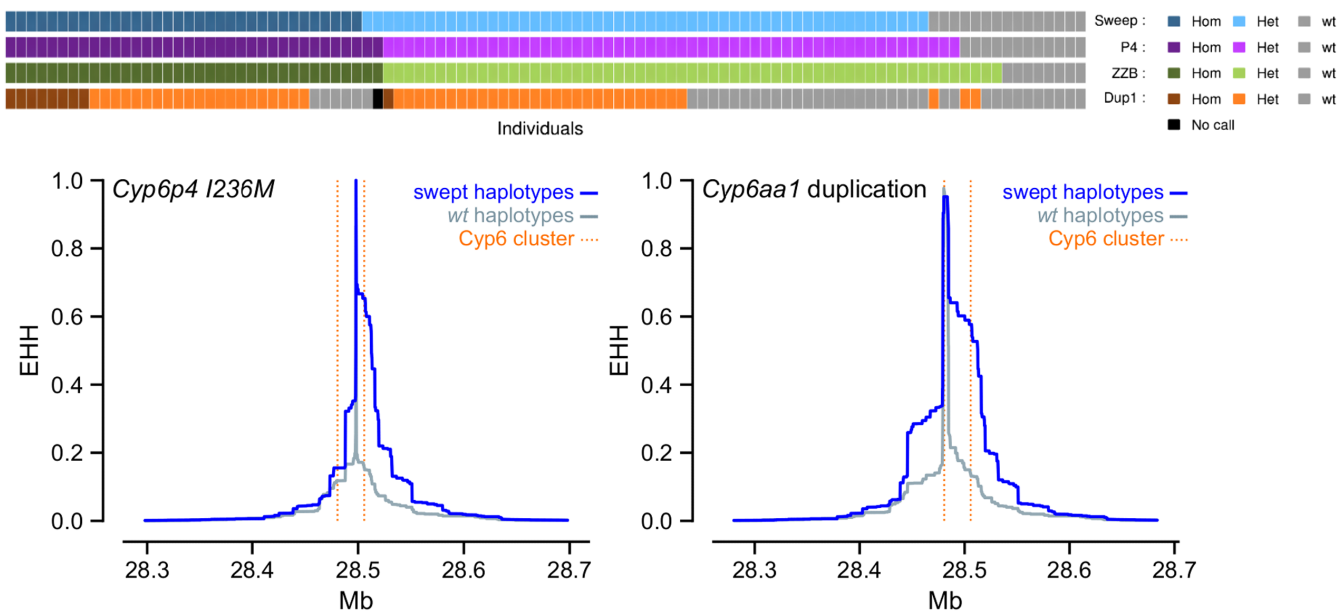 Sweep : Hom Het wt
P4 : Hom Het wt
ZZB : Hom Het wt
Dup1 : Hom Het wt
No call
Individuals
Cyp6p4 I236M
swept haplotypes
wt haplotypes
Cyp6 cluster
1.0
0.8
0.6
0.4
0.2
0.0
EHH
28.3 28.4 28.5 28.6 28.7
Mb
Cyp6aa1 duplication
swept haplotypes
wt haplotypes
Cyp6 cluster
1.0
0.8
0.6
0.4
0.2
0.0
EHH
28.3 28.4 28.5 28.6 28.7
Mb